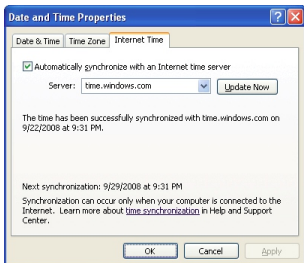 Date and Time Properties
Date & Time Time Zone Internet Time
Automatically synchronize with an Internet time server
Server: time.windows.com Update Now
The time has been successfully synchronized with time.windows.com on
9/22/2008 at 9:31 PM.
Next synchronization: 9/29/2008 at 9:31 PM
Synchronization can occur only when your computer is connected to the
Internet. Learn more about time synchronization in Help and Support
Center.
OK Cancel Apply